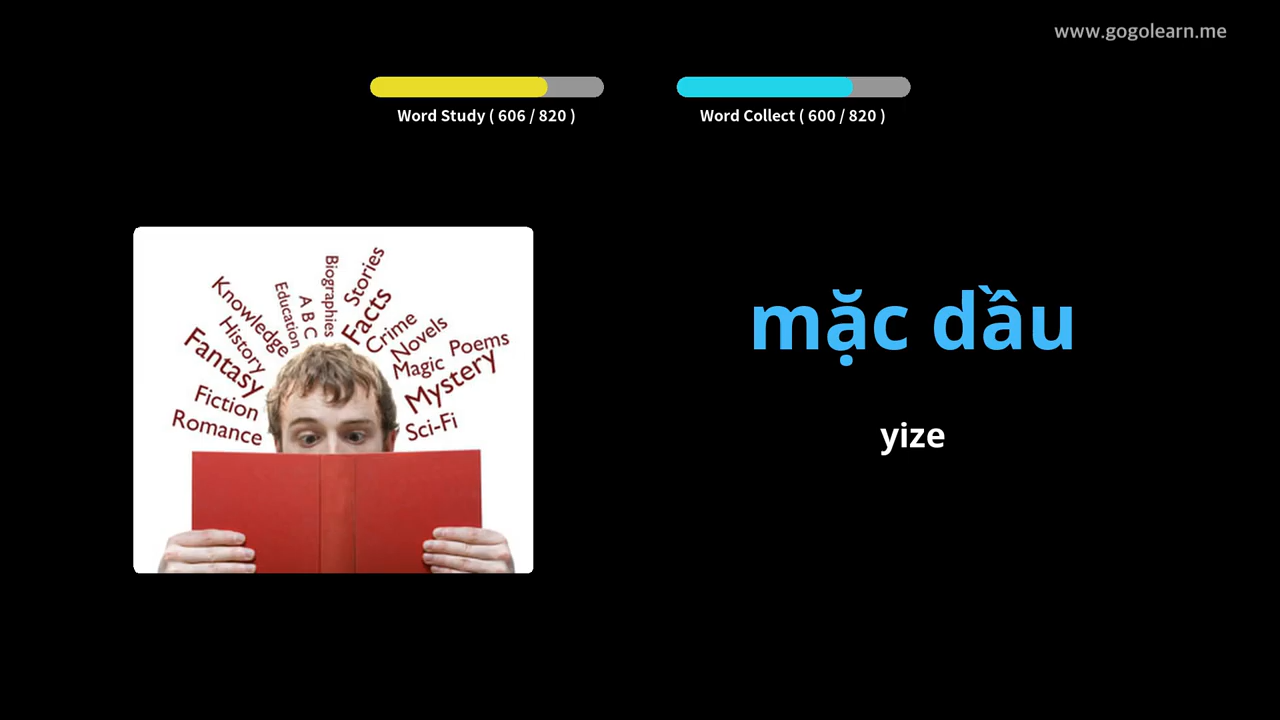 www.gogolearn.me
Word Study ( 606 / 820 )
Word Collect ( 600 / 820 )
Biographies
Stories
Education
A B C
Facts
Knowledge
Crime
History
Novels
Poems
Fantasy
Magic
Mystery
Fiction
Romance
Sci-Fi
mặc dầu
yize